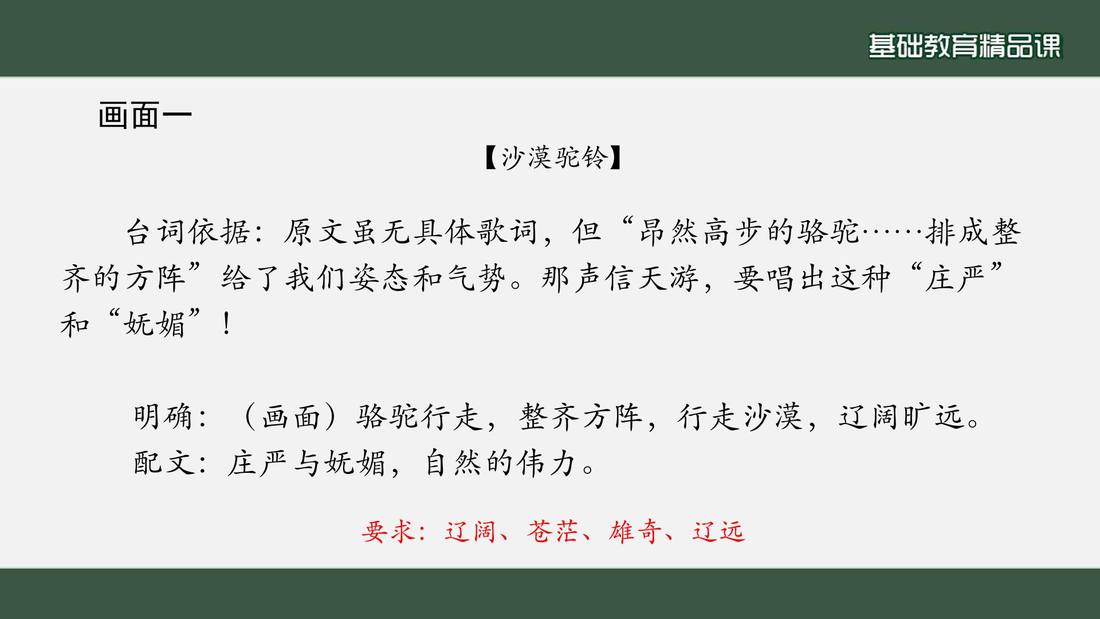 基础教育精品课
画面一
【沙漠驼铃】
台词依据：原文虽无具体歌词，但“昂然高步的骆驼……排成整
齐的方阵”给了我们姿态和气势。那声信天游，要唱出这种“庄严”
和“妩媚”！
明确：（画面）骆驼行走，整齐方阵，行走沙漠，辽阔旷远。
配文：庄严与妩媚，自然的伟力。
要求：辽阔、苍茫、雄奇、辽远